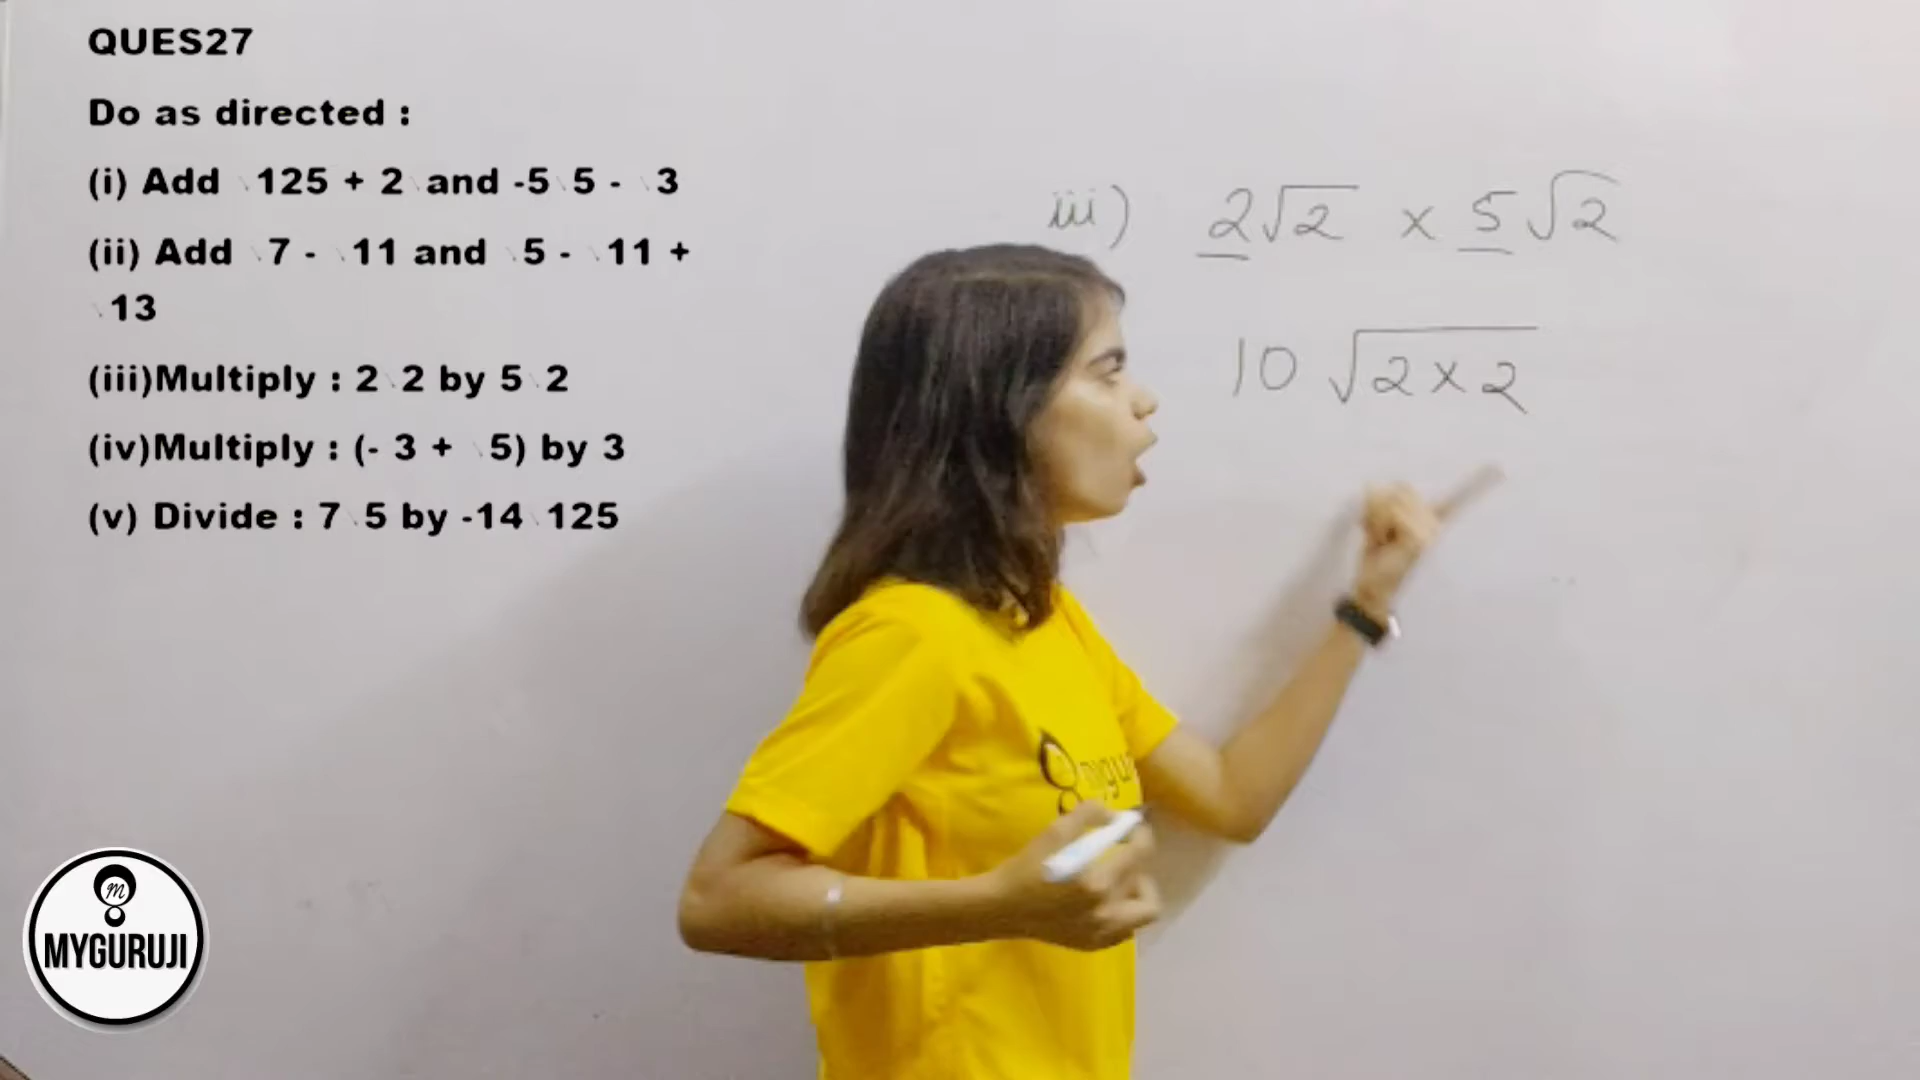 QUES27
Do as directed :
(i) Add √125 + 2√ and -5√5 - √3
(ii) Add √7 - √11 and √5 - √11 +
√13
(iii)Multiply : 2√2 by 5√2
(iv)Multiply : (- 3 + √5) by 3
(v) Divide : 7√5 by -14√125
iii) 2√2 x 5√2
10 √2x2
mygu
m
MYGURUJI